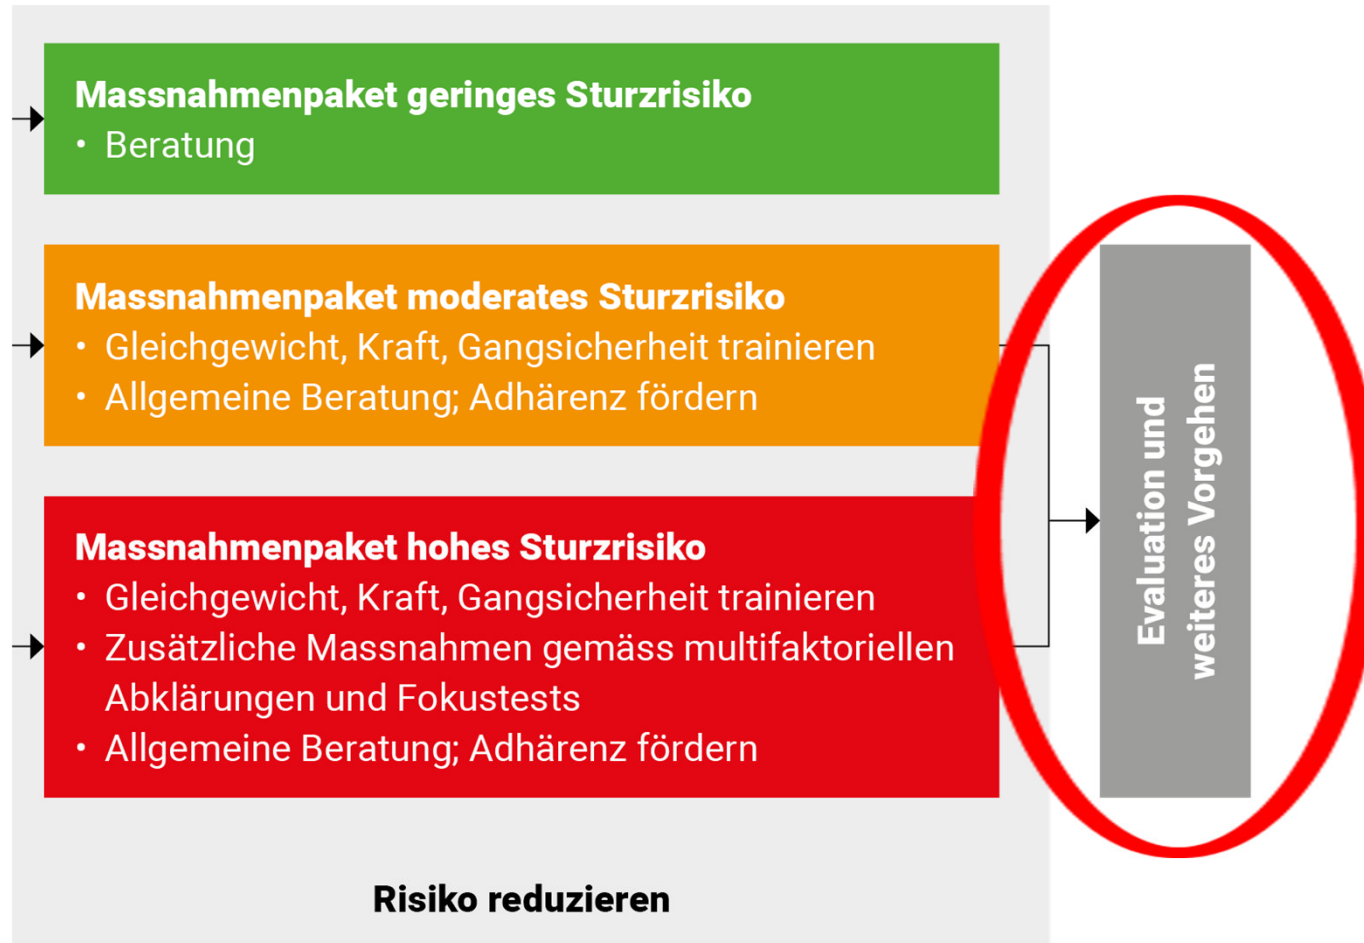 Massnahmenpaket geringes Sturzrisiko
• Beratung
Massnahmenpaket moderates Sturzrisiko
• Gleichgewicht, Kraft, Gangsicherheit trainieren
• Allgemeine Beratung; Adhärenz fördern
Massnahmenpaket hohes Sturzrisiko
• Gleichgewicht, Kraft, Gangsicherheit trainieren
• Zusätzliche Massnahmen gemäss multifaktoriellen
Abklärungen und Fokustests
• Allgemeine Beratung; Adhärenz fördern
Evaluation und
weiteres Vorgehen
Risiko reduzieren